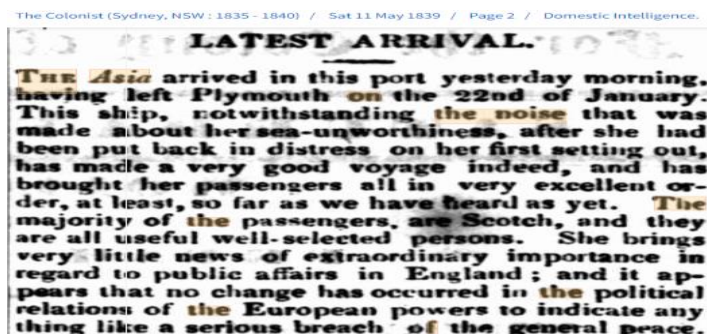 The Colonist (Sydney, NSW : 1835 - 1840) / Sat 11 May 1839 / Page 2 / Domestic Intelligence.
LATEST ARRIVAL.
THE Asia arrived in this port yesterday morning,
having left Plymouth on the 22nd of January.
This ship, notwithstanding the noise that was
made about her sea-unworthiness, after she had
been put back in distress on her first setting out,
has made a very good voyage indeed, and has
brought her passengers all in very excellent or-
der, at least, so far as we have heard as yet. The
majority of the passengers, are Scotch, and they
are all useful well-selected persons. She brings
very little news of extraordinary importance in
regard to public affairs in England ; and it ap-
pears that no change has occurred in the political
relations of the European powers to indicate any
thing like a serious breach of the general peace.